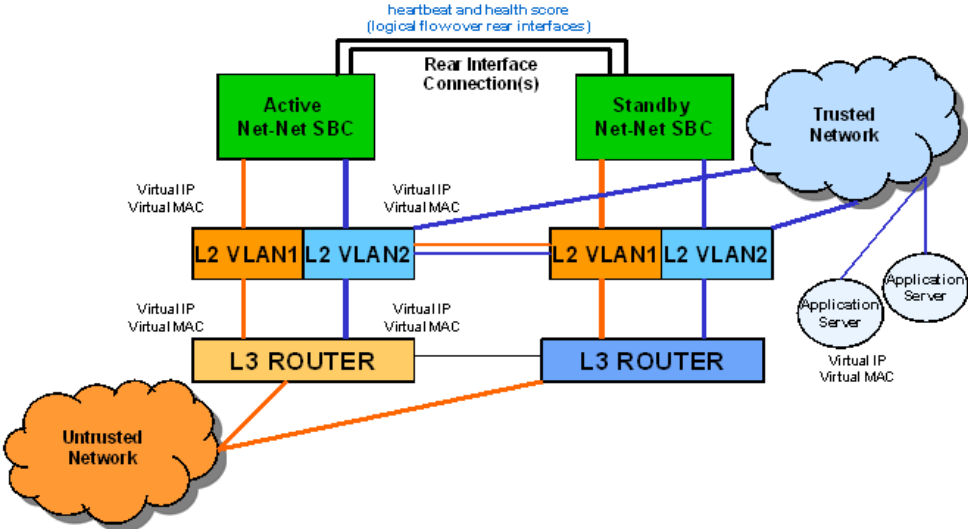 heartbeat and health score
(logical flowover rear interfaces)
Rear Interface
Connection(s)
Active
Net-Net SBC
Standby
Net-Net SBC
Trusted
Network
Virtual IP
Virtual MAC
Virtual IP
Virtual MAC
L2 VLAN1
L2 VLAN2
L2 VLAN1
L2 VLAN2
Application
Server
Application
Server
Virtual IP
Virtual MAC
Virtual IP
Virtual MAC
Virtual IP
Virtual MAC
L3 ROUTER
L3 ROUTER
Untrusted
Network